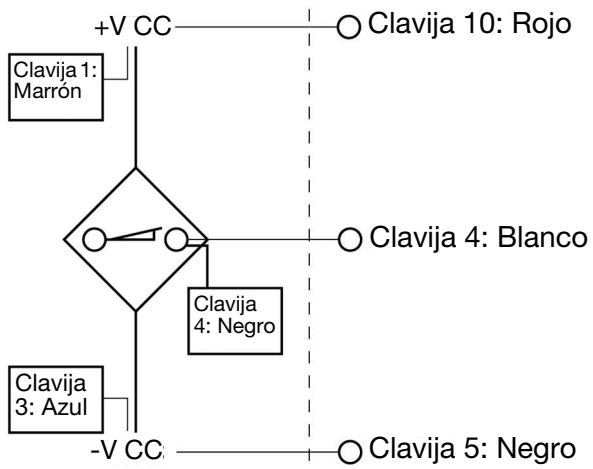 +V CC
Clavija 10: Rojo
Clavija 1:
Marrón
Clavija 4: Blanco
Clavija
4: Negro
Clavija
3: Azul
-V CC
Clavija 5: Negro